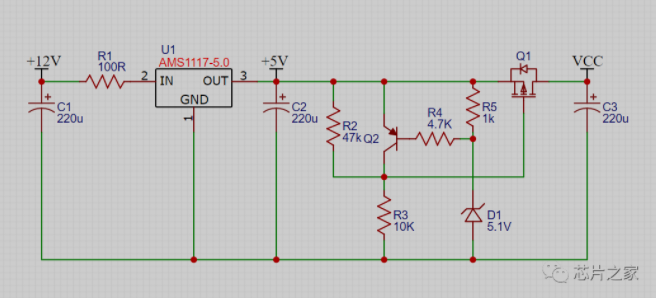 +12V
R1
100R
U1
AMS1117-5.0
2
IN
OUT
3
GND
1
+5V
Q1
VCC
C1
220u
C2
220u
R2
47k
Q2
R4
4.7K
R5
1k
C3
220u
R3
10K
D1
5.1V
芯片之家